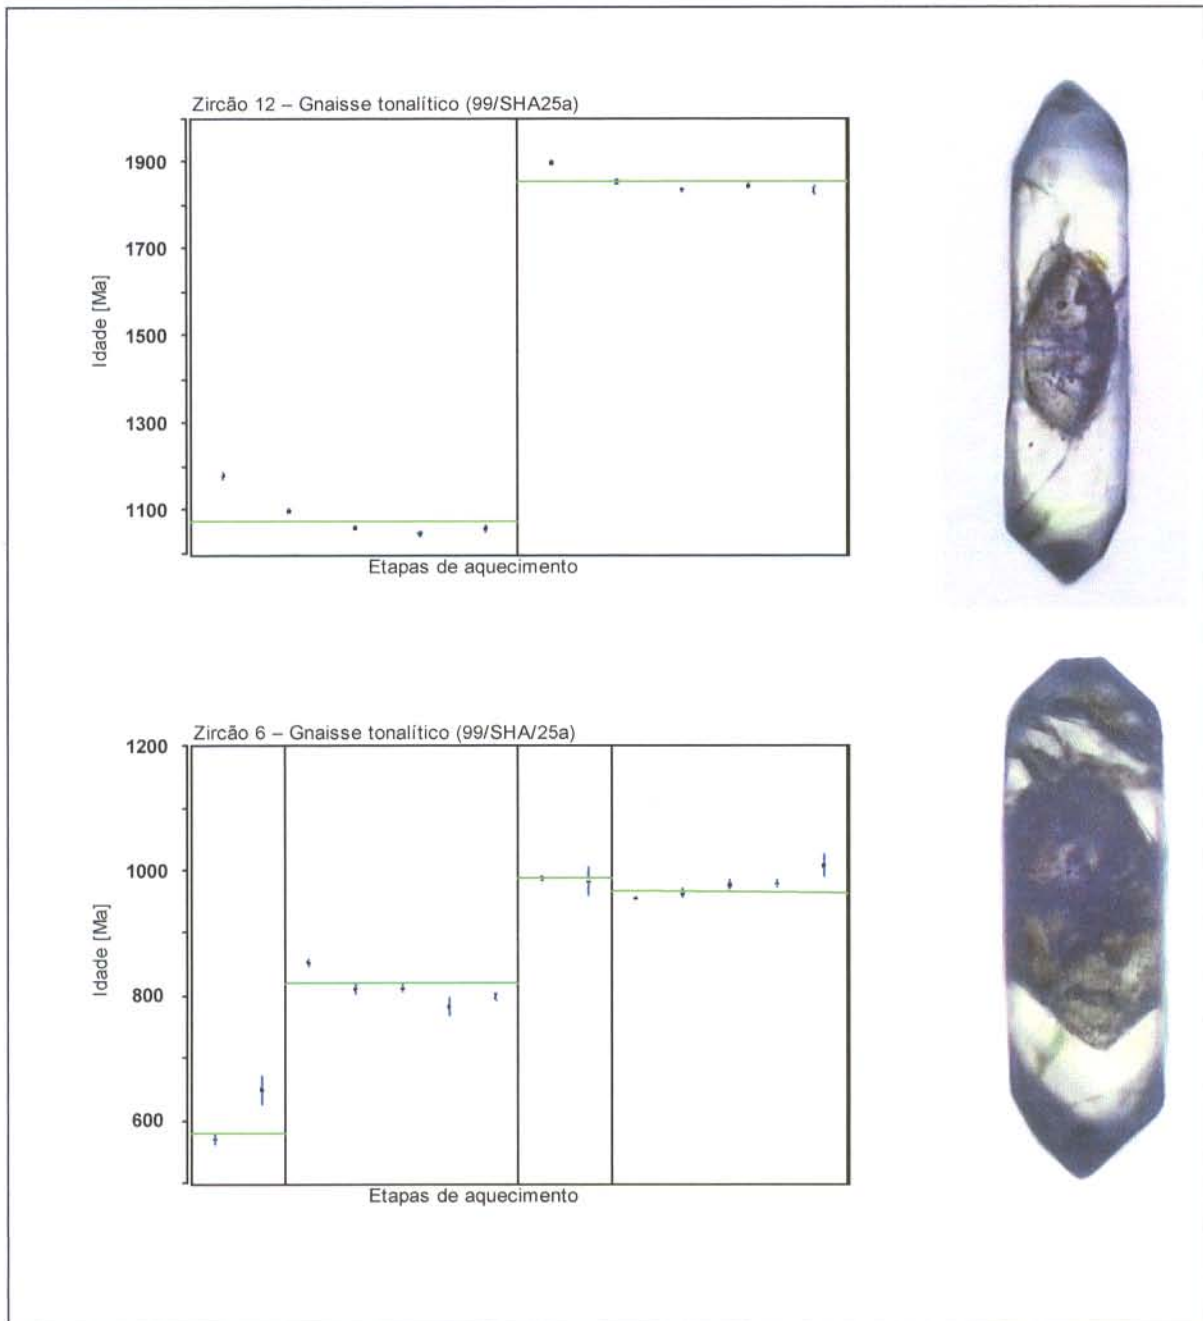 Zircão 12 – Gnaisse tonalítico (99/SHA25a)
1900
1700
1500
1300
1100
Idade [Ma]
Etapas de aquecimento
Zircão 6 – Gnaisse tonalítico (99/SHA/25a)
1200
1000
800
600
Idade [Ma]
Etapas de aquecimento